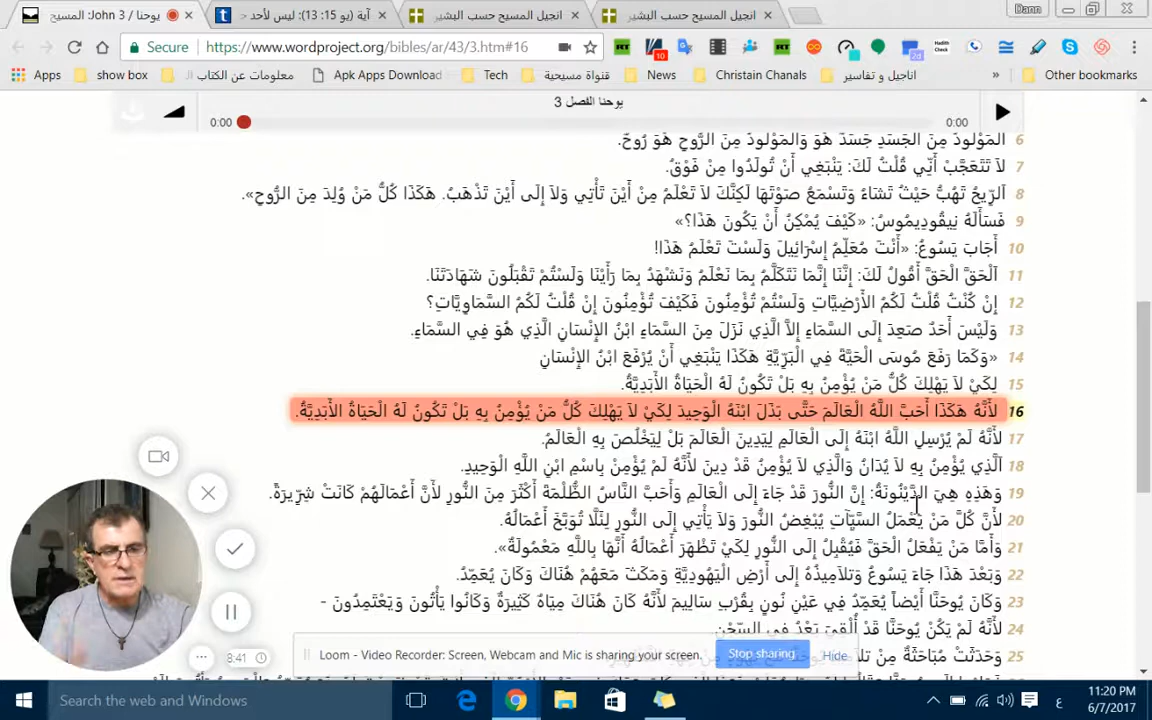 يوحنا / John: 3 المسيح
آية (يو 15: 13): ليس لأحد
انجيل المسيح حسب البشير
انجيل المسيح حسب البشير
Dann
Secure
https://www.wordproject.org/bibles/ar/43/3.htm#16
Apps
show box
معلومات عن الكتاب ال
Apk Apps Download
Tech
قنواة مسيحية
News
Christain Chanals
اناجيل و تفاسير
»
Other bookmarks
يوحنا الفصل 3
0:00
0:00
6 اَلْمَوْلُودُ مِنَ الْجَسَدِ جَسَدٌ هُوَ وَالْمَوْلُودُ مِنَ الرُّوحِ هُوَ رُوحٌ.
7 لاَ تَتَعَجَّبْ أَنِّي قُلْتُ لَكَ: يَنْبَغِي أَنْ تُولَدُوا مِنْ فَوْقُ.
8 اَلرِّيحُ تَهُبُّ حَيْثُ تَشَاءُ وَتَسْمَعُ صَوْتَهَا لَكِنَّكَ لاَ تَعْلَمُ مِنْ أَيْنَ تَأْتِي وَلاَ إِلَى أَيْنَ تَذْهَبُ. هَكَذَا كُلُّ مَنْ وُلِدَ مِنَ الرُّوحِ».
9 فَسَأَلَهُ نِيقُودِيمُوسُ: «كَيْفَ يُمْكِنُ أَنْ يَكُونَ هَذَا؟»
10 أَجَابَ يَسُوعُ: «أَنْتَ مُعَلِّمُ إِسْرَائِيلَ وَلَسْتَ تَعْلَمُ هَذَا!
11 اَلْحَقَّ الْحَقَّ أَقُولُ لَكَ: إِنَّنَا إِنَّمَا نَتَكَلَّمُ بِمَا نَعْلَمُ وَنَشْهَدُ بِمَا رَأَيْنَا وَلَسْتُمْ تَقْبَلُونَ شَهَادَتَنَا.
12 إِنْ كُنْتُ قُلْتُ لَكُمُ الأَرْضِيَّاتِ وَلَسْتُمْ تُؤْمِنُونَ فَكَيْفَ تُؤْمِنُونَ إِنْ قُلْتُ لَكُمُ السَّمَاوِيَّاتِ؟
13 وَلَيْسَ أَحَدٌ صَعِدَ إِلَى السَّمَاءِ إِلاَّ الَّذِي نَزَلَ مِنَ السَّمَاءِ ابْنُ الإِنْسَانِ الَّذِي هُوَ فِي السَّمَاءِ.
14 «وَكَمَا رَفَعَ مُوسَى الْحَيَّةَ فِي الْبَرِّيَّةِ هَكَذَا يَنْبَغِي أَنْ يُرْفَعَ ابْنُ الإِنْسَانِ
15 لِكَيْ لاَ يَهْلِكَ كُلُّ مَنْ يُؤْمِنُ بِهِ بَلْ تَكُونُ لَهُ الْحَيَاةُ الأَبَدِيَّةُ.
16 لأَنَّهُ هَكَذَا أَحَبَّ اللَّهُ الْعَالَمَ حَتَّى بَذَلَ ابْنَهُ الْوَحِيدَ لِكَيْ لاَ يَهْلِكَ كُلُّ مَنْ يُؤْمِنُ بِهِ بَلْ تَكُونُ لَهُ الْحَيَاةُ الأَبَدِيَّةُ.
17 لأَنَّهُ لَمْ يُرْسِلِ اللَّهُ ابْنَهُ إِلَى الْعَالَمِ لِيَدِينَ الْعَالَمَ بَلْ لِيَخْلُصَ بِهِ الْعَالَمُ.
18 اَلَّذِي يُؤْمِنُ بِهِ لاَ يُدَانُ وَالَّذِي لاَ يُؤْمِنُ قَدْ دِينَ لأَنَّهُ لَمْ يُؤْمِنْ بِاسْمِ ابْنِ اللَّهِ الْوَحِيدِ.
19 وَهَذِهِ هِيَ الدَّيْنُونَةُ: إِنَّ النُّورَ قَدْ جَاءَ إِلَى الْعَالَمِ وَأَحَبَّ النَّاسُ الظُّلْمَةَ أَكْثَرَ مِنَ النُّورِ لأَنَّ أَعْمَالَهُمْ كَانَتْ شِرِّيرَةً.
20 لأَنَّ كُلَّ مَنْ يَعْمَلُ السَّيِّآتِ يُبْغِضُ النُّورَ وَلاَ يَأْتِي إِلَى النُّورِ لِئَلَّا تُوَبَّخَ أَعْمَالُهُ.
21 وَأَمَّا مَنْ يَفْعَلُ الْحَقَّ فَيُقْبِلُ إِلَى النُّورِ لِكَيْ تَظْهَرَ أَعْمَالُهُ أَنَّهَا بِاللَّهِ مَعْمُولَةٌ».
22 وَبَعْدَ هَذَا جَاءَ يَسُوعُ وَتلاَمِيذُهُ إِلَى أَرْضِ الْيَهُودِيَّةِ وَمَكَثَ مَعَهُمْ هُنَاكَ وَكَانَ يُعَمِّدُ.
23 وَكَانَ يُوحَنَّا أَيْضاً يُعَمِّدُ فِي عَيْنِ نُونٍ بِقُرْبِ سَالِيمَ لأَنَّهُ كَانَ هُنَاكَ مِيَاهٌ كَثِيرَةٌ وَكَانُوا يَأْتُونَ وَيَعْتَمِدُونَ -
24 لأَنَّهُ لَمْ يَكُنْ يُوحَنَّا قَدْ أُلْقِيَ بَعْدُ فِي السِّجْنِ.
25 وَحَدَثَتْ مُبَاحَثَةٌ مِنْ
8:41
Loom - Video Recorder: Screen, Webcam and Mic is sharing your screen.
Stop sharing
Hide
Search the web and Windows
ع
11:20 PM
6/7/2017